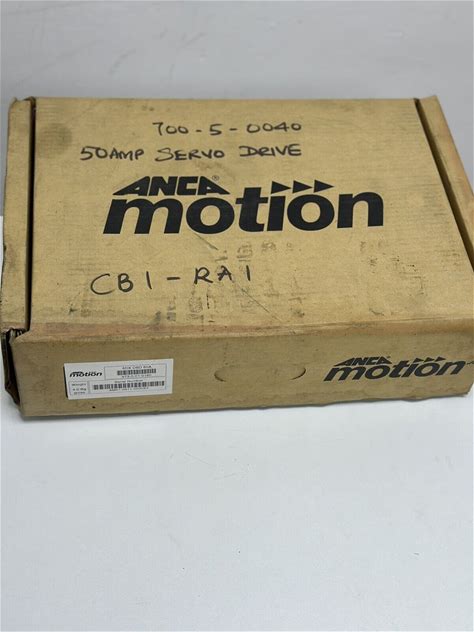 700-5-0040
50AMP SERVO DRIVE
ANCA®
motion
CB1-RA1
ANCA
motion
motion